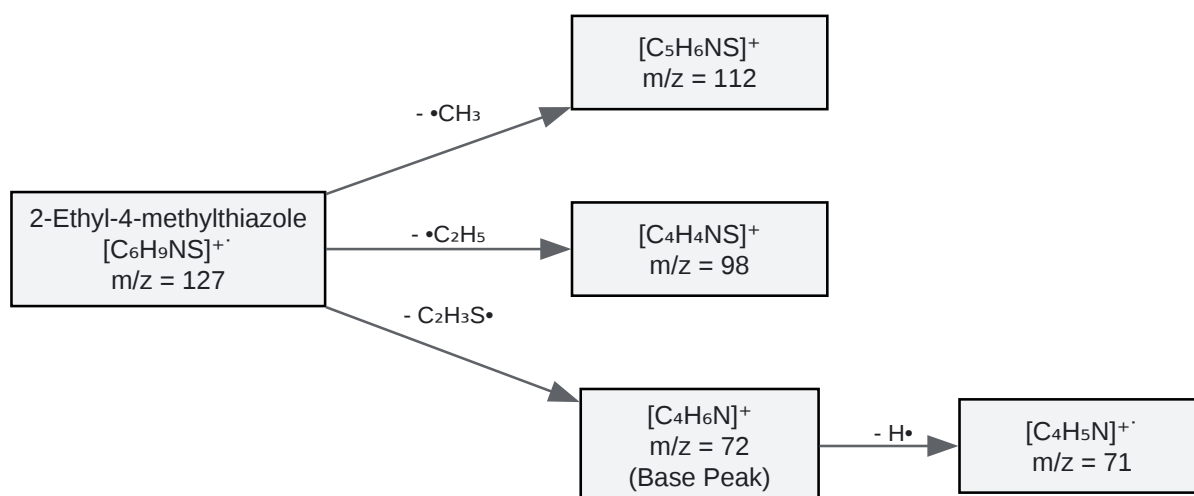 [C₅H₆NS]⁺
m/z = 112
- •CH₃
2-Ethyl-4-methylthiazole
[C₆H₉NS]⁺˙
m/z = 127
- •C₂H₅
[C₄H₄NS]⁺
m/z = 98
- C₂H₃S•
[C₄H₆N]⁺
m/z = 72
(Base Peak)
- H•
[C₄H₅N]⁺˙
m/z = 71